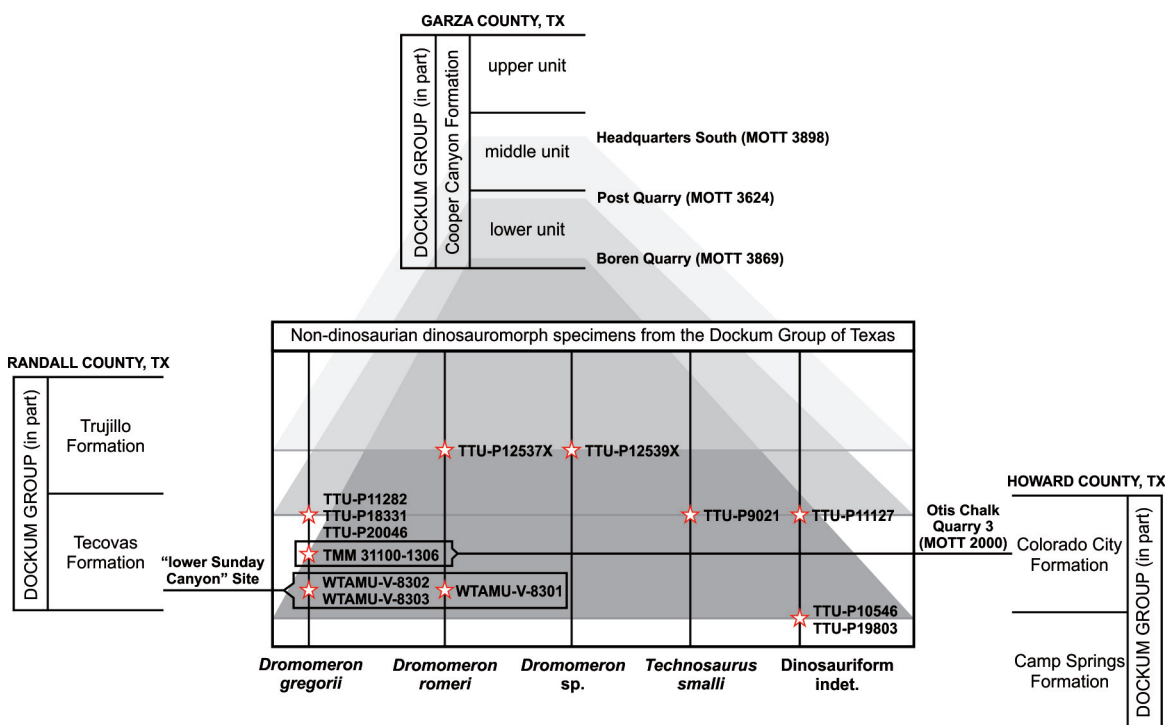 GARZA COUNTY, TX
DOCKUM GROUP (in part)
Cooper Canyon Formation
upper unit
middle unit
lower unit
Headquarters South (MOTT 3898)
Post Quarry (MOTT 3624)
Boren Quarry (MOTT 3869)
Non-dinosaurian dinosauromorph specimens from the Dockum Group of Texas
RANDALL COUNTY, TX
DOCKUM GROUP (in part)
Trujillo
Formation
Tecovas
Formation
"lower Sunday
Canyon" Site
TTU-P12537X
TTU-P12539X
TTU-P11282
TTU-P18331
TTU-P20046
TTU-P9021
TTU-P11127
TMM 31100-1306
WTAMU-V-8302
WTAMU-V-8303
WTAMU-V-8301
TTU-P10546
TTU-P19803
Dromomeron
gregorii
Dromomeron
romeri
Dromomeron
sp.
Technosaurus
smalli
Dinosauriform
indet.
HOWARD COUNTY, TX
Otis Chalk
Quarry 3
(MOTT 2000)
Colorado City
Formation
Camp Springs
Formation
DOCKUM GROUP (in part)